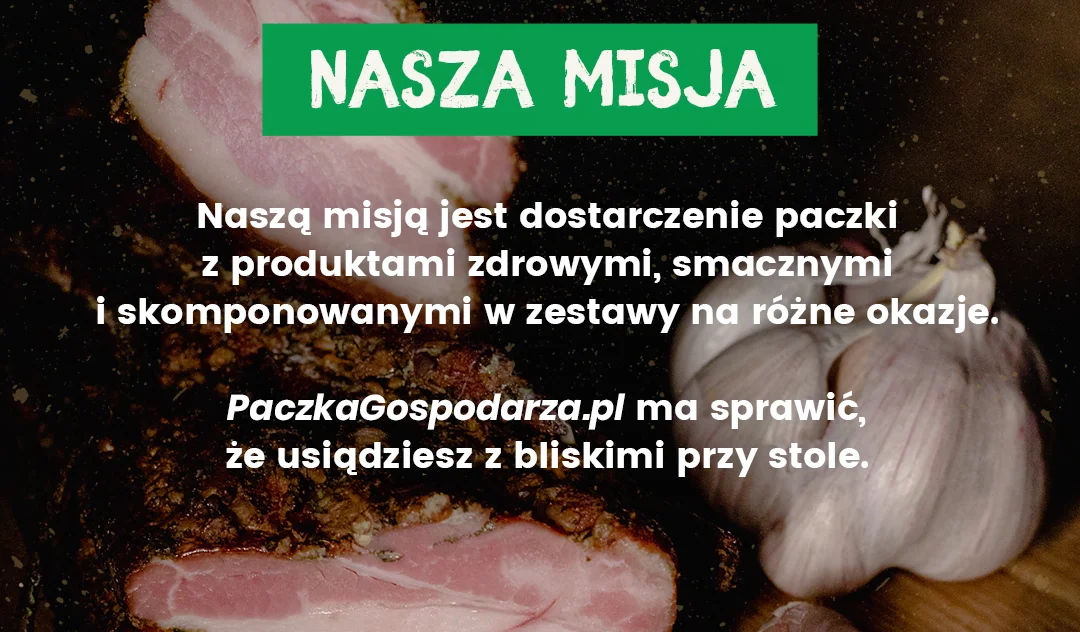 NASZA MISJA
Naszą misją jest dostarczenie paczki
z produktami zdrowymi, smacznymi
i skomponowanymi w zestawy na różne okazje.
PaczkaGospodarza.pl ma sprawić,
że usiądziesz z bliskimi przy stole.